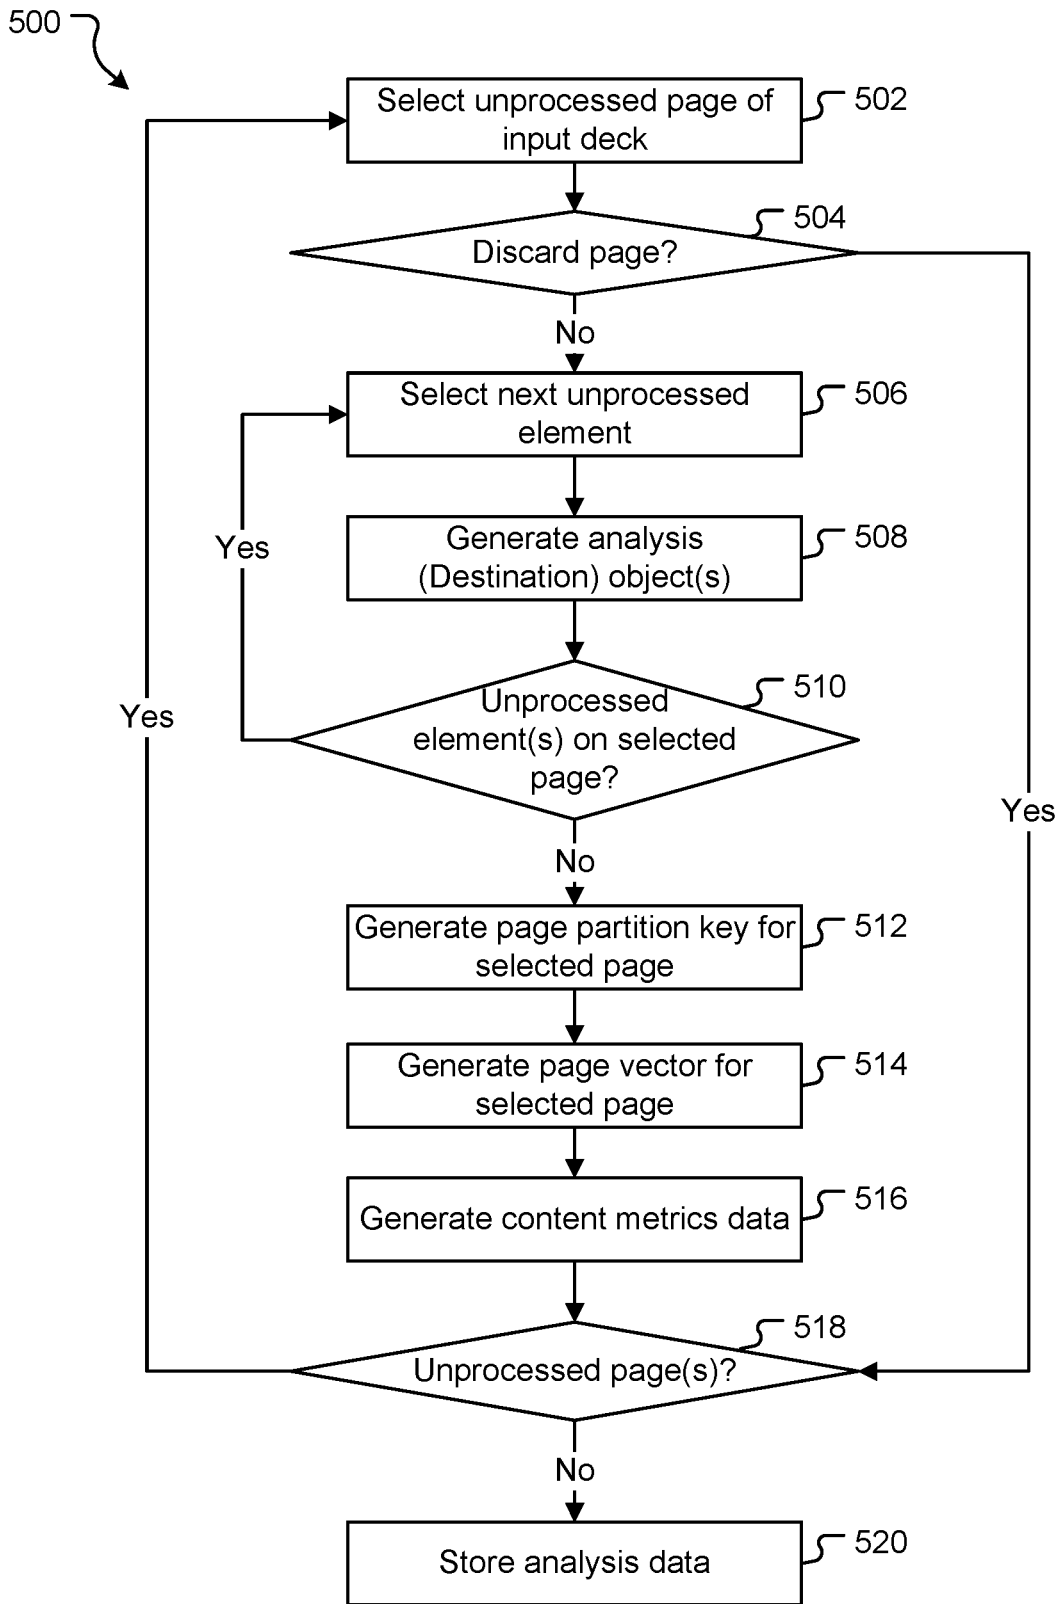 500
Select unprocessed page of
input deck
502
504
Discard page?
No
Select next unprocessed
element
506
Yes
Generate analysis
(Destination) object(s)
508
510
Unprocessed
element(s) on selected
page?
Yes
Yes
No
Generate page partition key for
selected page
512
Generate page vector for
selected page
514
Generate content metrics data
516
518
Unprocessed page(s)?
No
Store analysis data
520